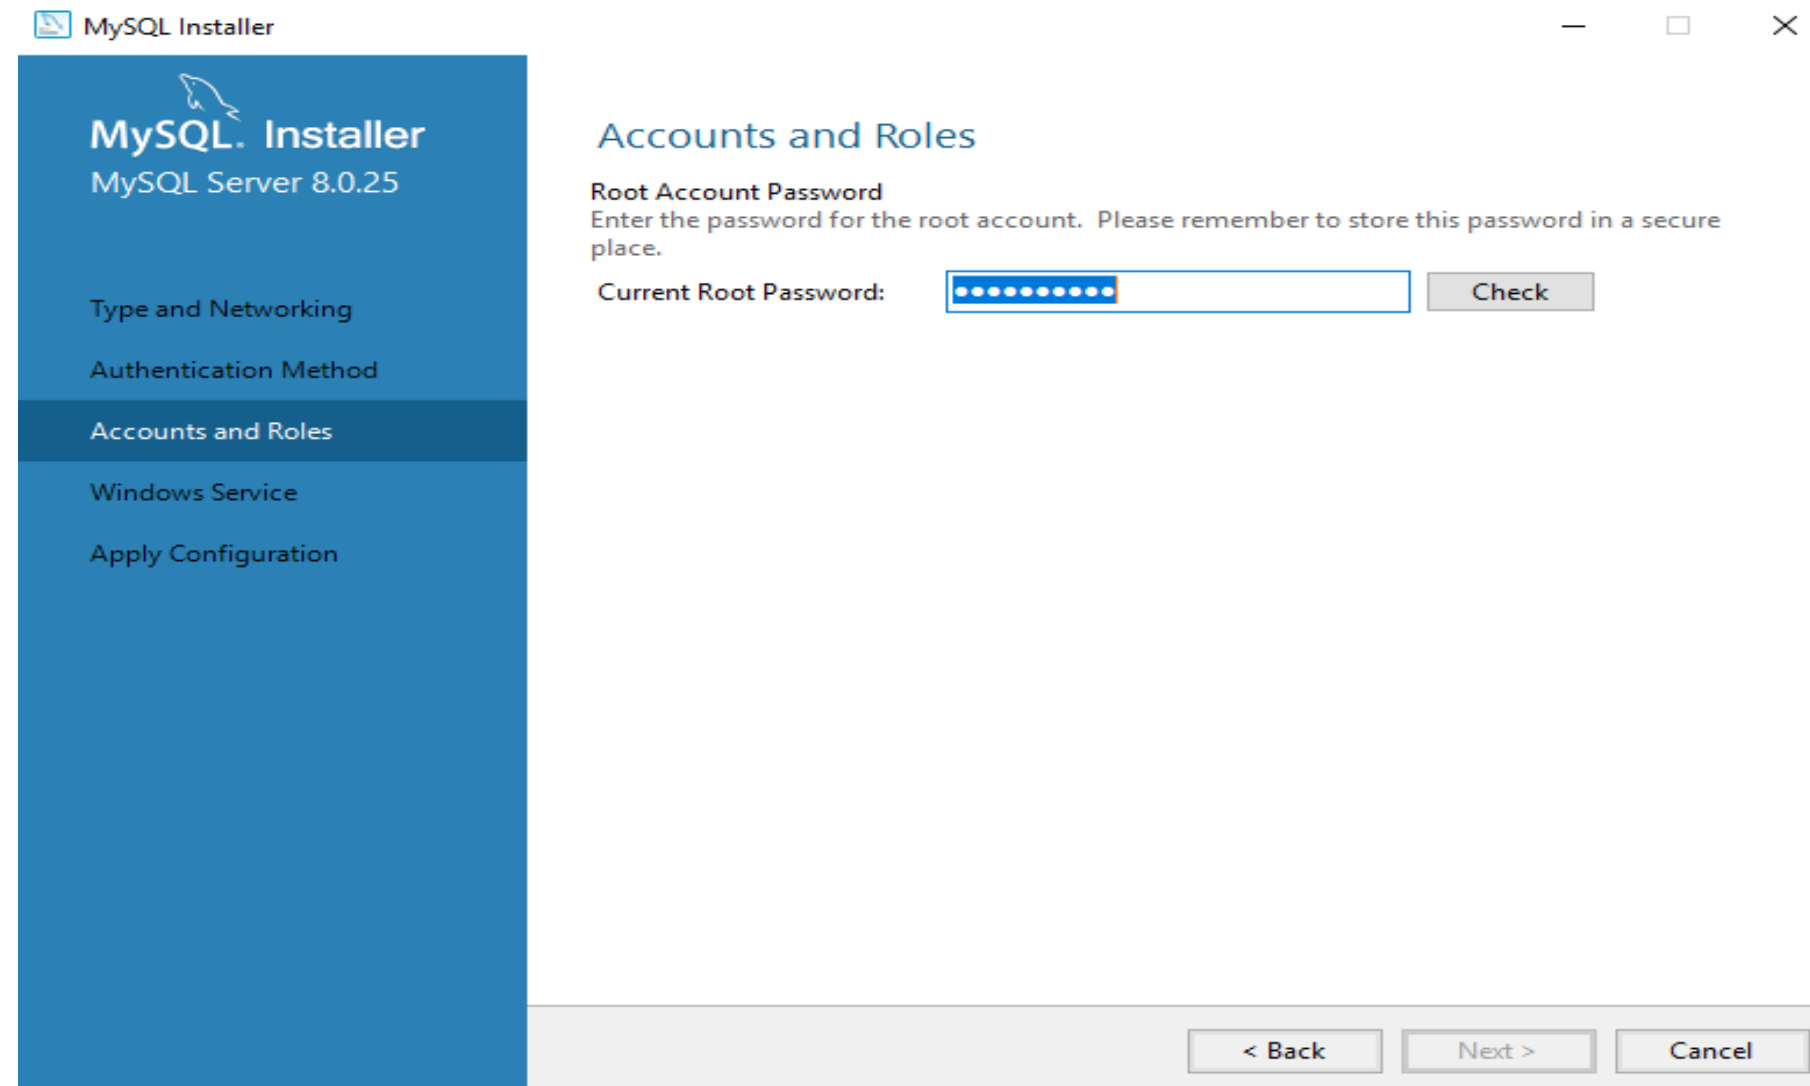 MySQL Installer
MySQL. Installer
MySQL Server 8.0.25
Type and Networking
Authentication Method
Accounts and Roles
Windows Service
Apply Configuration
Accounts and Roles
Root Account Password
Enter the password for the root account.  Please remember to store this password in a secure
place.
Current Root Password:
●●●●●●●●●●
Check
< Back
Next >
Cancel